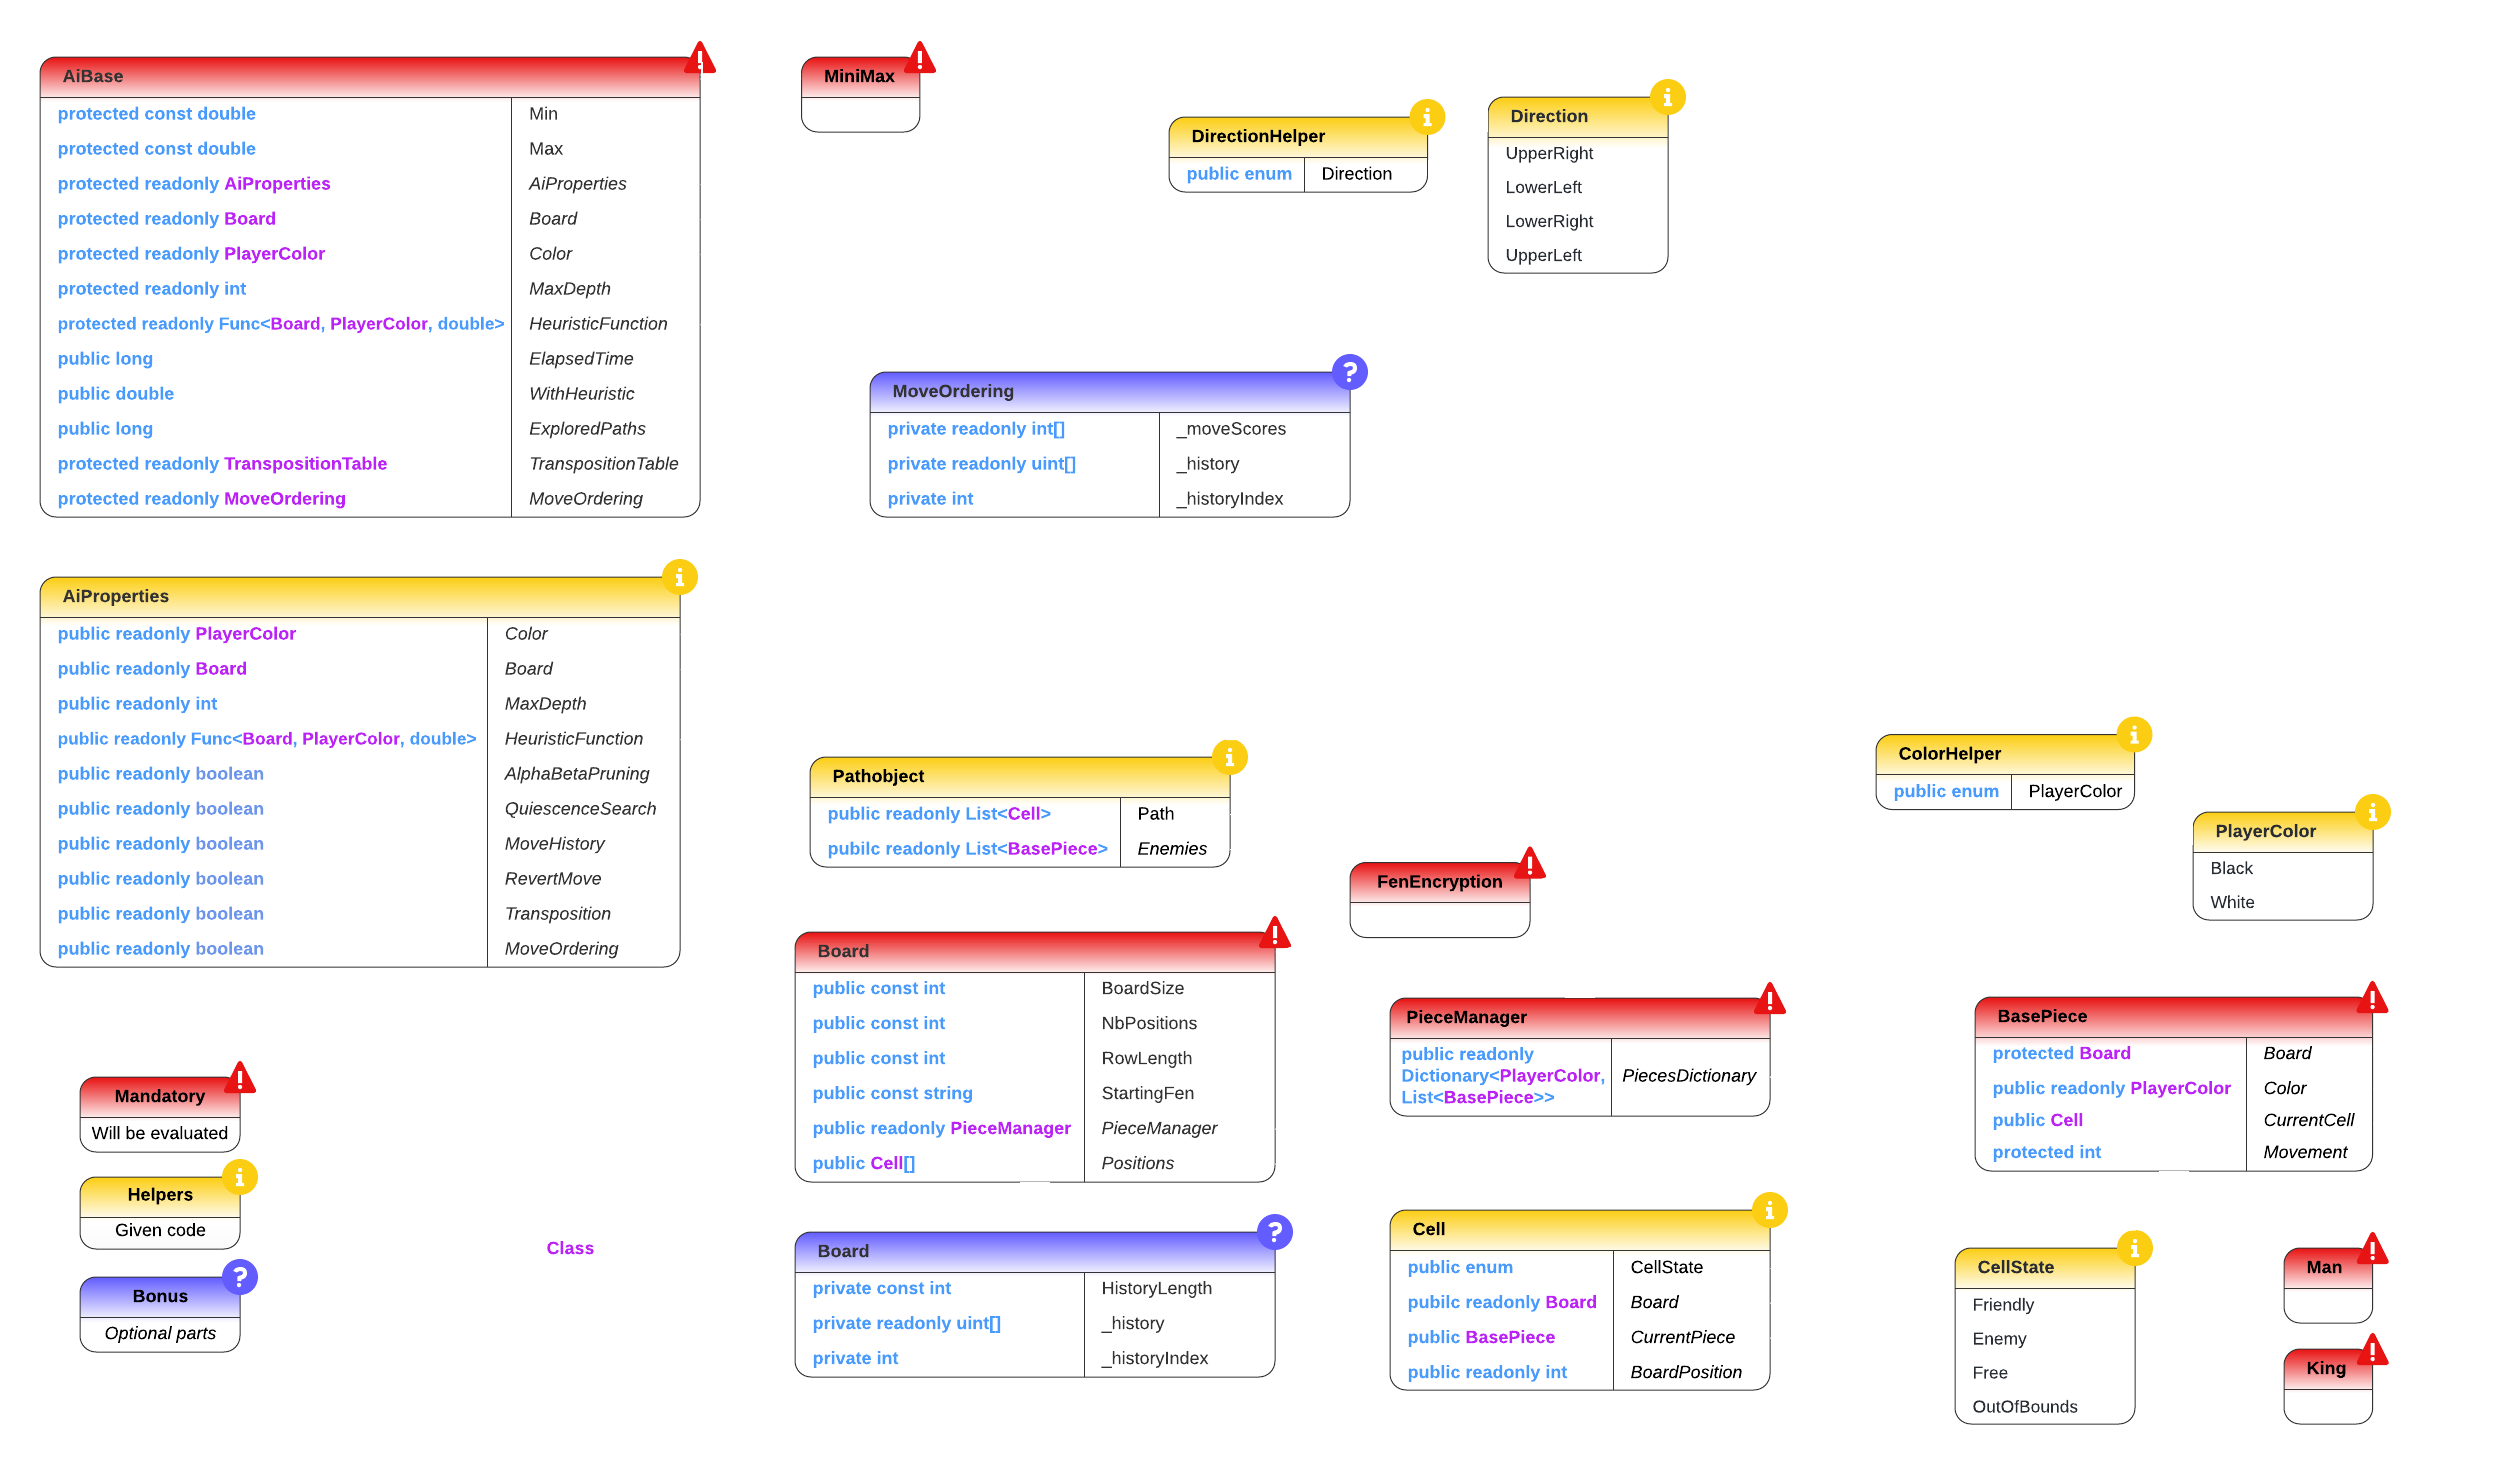 AiBase
protected const double Min
protected const double Max
protected readonly AiProperties AiProperties
protected readonly Board Board
protected readonly PlayerColor Color
protected readonly int MaxDepth
protected readonly Func<Board, PlayerColor, double> HeuristicFunction
public long ElapsedTime
public double WithHeuristic
public long ExploredPaths
protected readonly TranspositionTable TranspositionTable
protected readonly MoveOrdering MoveOrdering
MiniMax
DirectionHelper
public enum Direction
Direction
UpperRight
LowerLeft
LowerRight
UpperLeft
MoveOrdering
private readonly int[] _moveScores
private readonly uint[] _history
private int _historyIndex
AiProperties
public readonly PlayerColor Color
public readonly Board Board
public readonly int MaxDepth
public readonly Func<Board, PlayerColor, double> HeuristicFunction
public readonly boolean AlphaBetaPruning
public readonly boolean QuiescenceSearch
public readonly boolean MoveHistory
public readonly boolean RevertMove
public readonly boolean Transposition
public readonly boolean MoveOrdering
Pathobject
public readonly List<Cell> Path
public readonly List<BasePiece> Enemies
ColorHelper
public enum PlayerColor
PlayerColor
Black
White
FenEncryption
Board
public const int BoardSize
public const int NbPositions
public const int RowLength
public const string StartingFen
public readonly PieceManager PieceManager
public Cell[] Positions
PieceManager
public readonly
Dictionary<PlayerColor, PiecesDictionary
List<BasePiece>>
BasePiece
protected Board Board
public readonly PlayerColor Color
public Cell CurrentCell
protected int Movement
Mandatory
Will be evaluated
Helpers
Given code
Bonus
Optional parts
Class
Board
private const int HistoryLength
private readonly uint[] _history
private int _historyIndex
Cell
public enum CellState
pubilc readonly Board Board
public BasePiece CurrentPiece
public readonly int BoardPosition
CellState
Friendly
Enemy
Free
OutOfBounds
Man
King